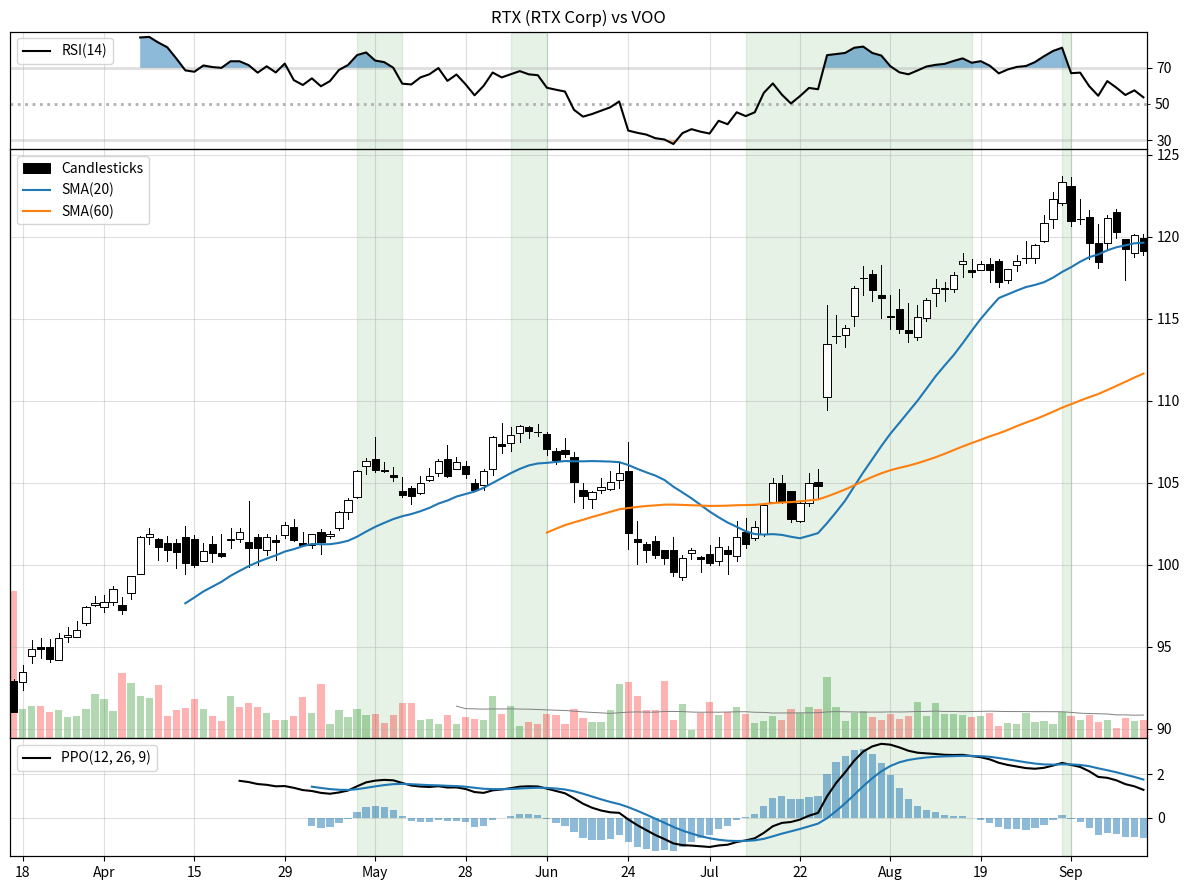 RTX (RTX Corp) vs VOO
RSI(14)
70
50
30
Candlesticks
SMA(20)
SMA(60)
125
120
115
110
105
100
95
90
PPO(12, 26, 9)
2
0
18 Apr 15 29 May 28 Jun 24 Jul 22 Aug 19 Sep